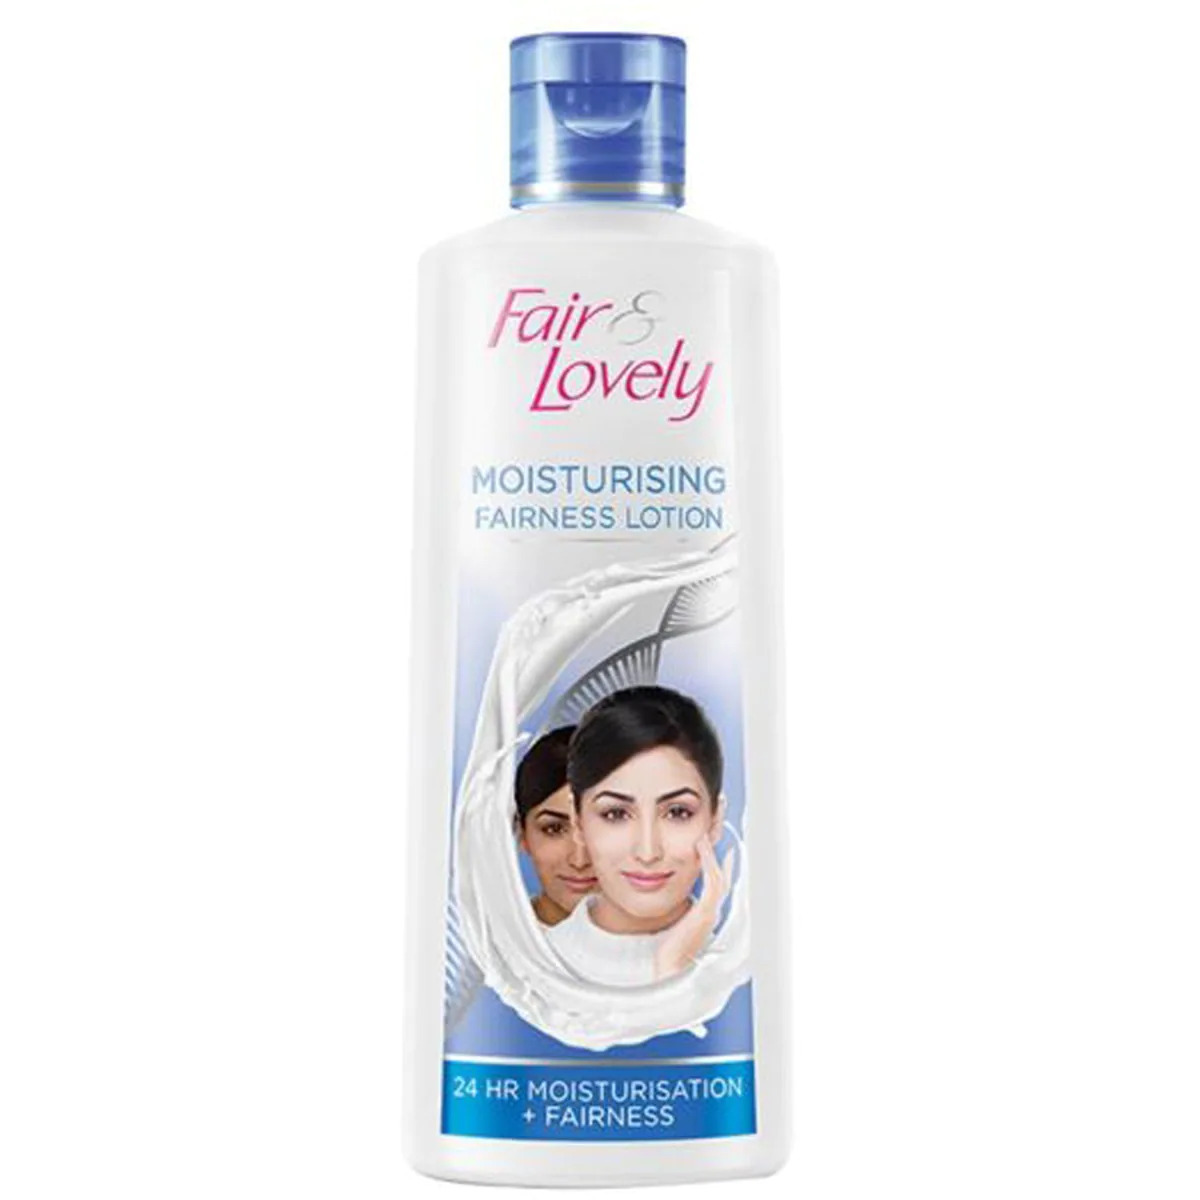 Fair &
Lovely
MOISTURISING
FAIRNESS LOTION
24 HR MOISTURISATION
+ FAIRNESS